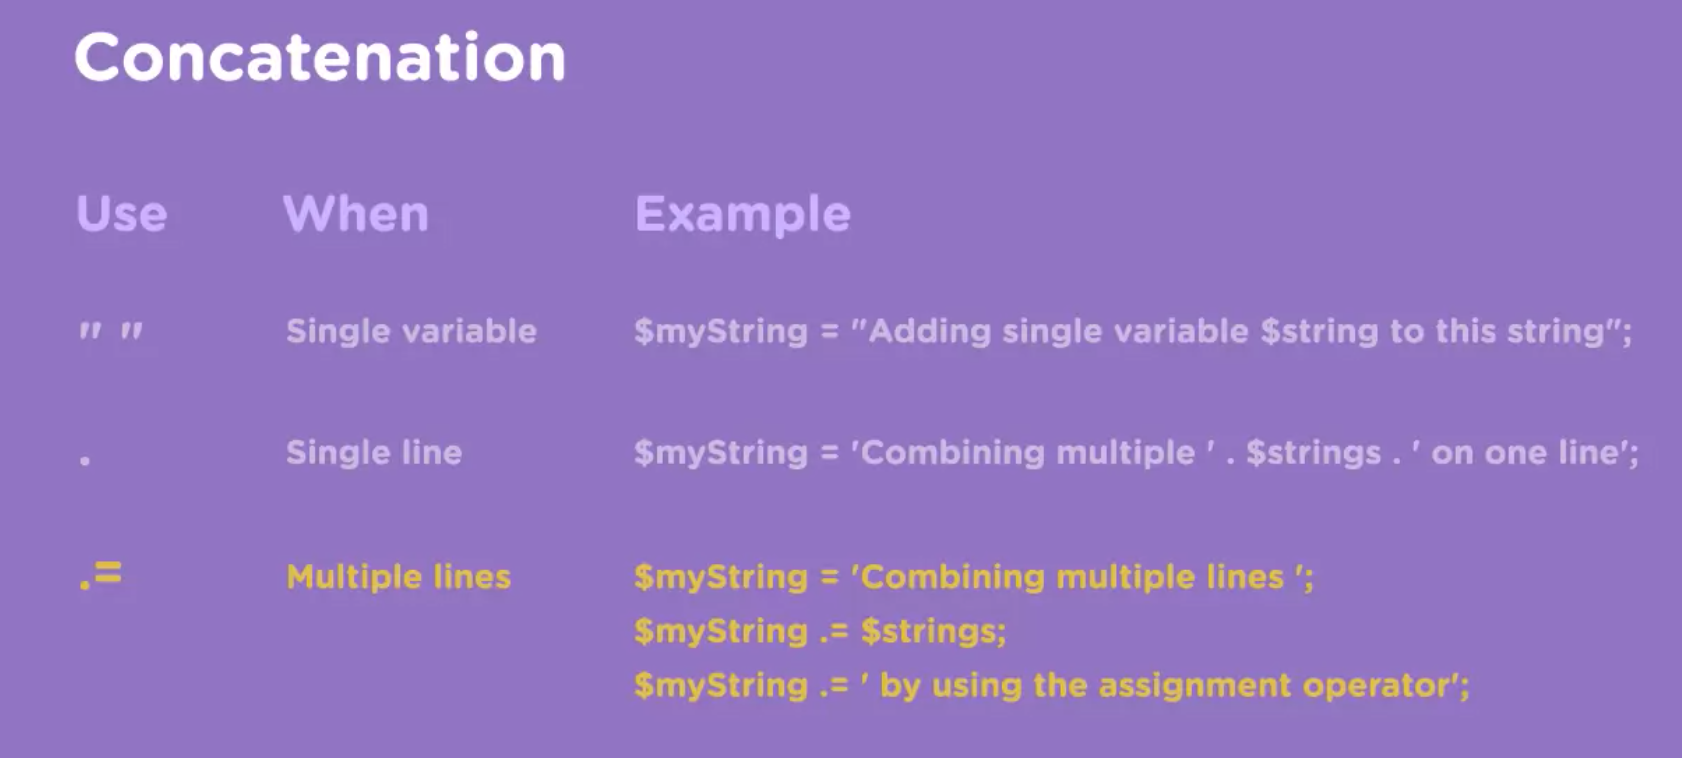 Concatenation
Use When Example
" " Single variable $myString = "Adding single variable $string to this string";
. Single line $myString = 'Combining multiple ' . $strings . ' on one line';
.= Multiple lines $myString = 'Combining multiple lines ';
$myString .= $strings;
$myString .= ' by using the assignment operator';